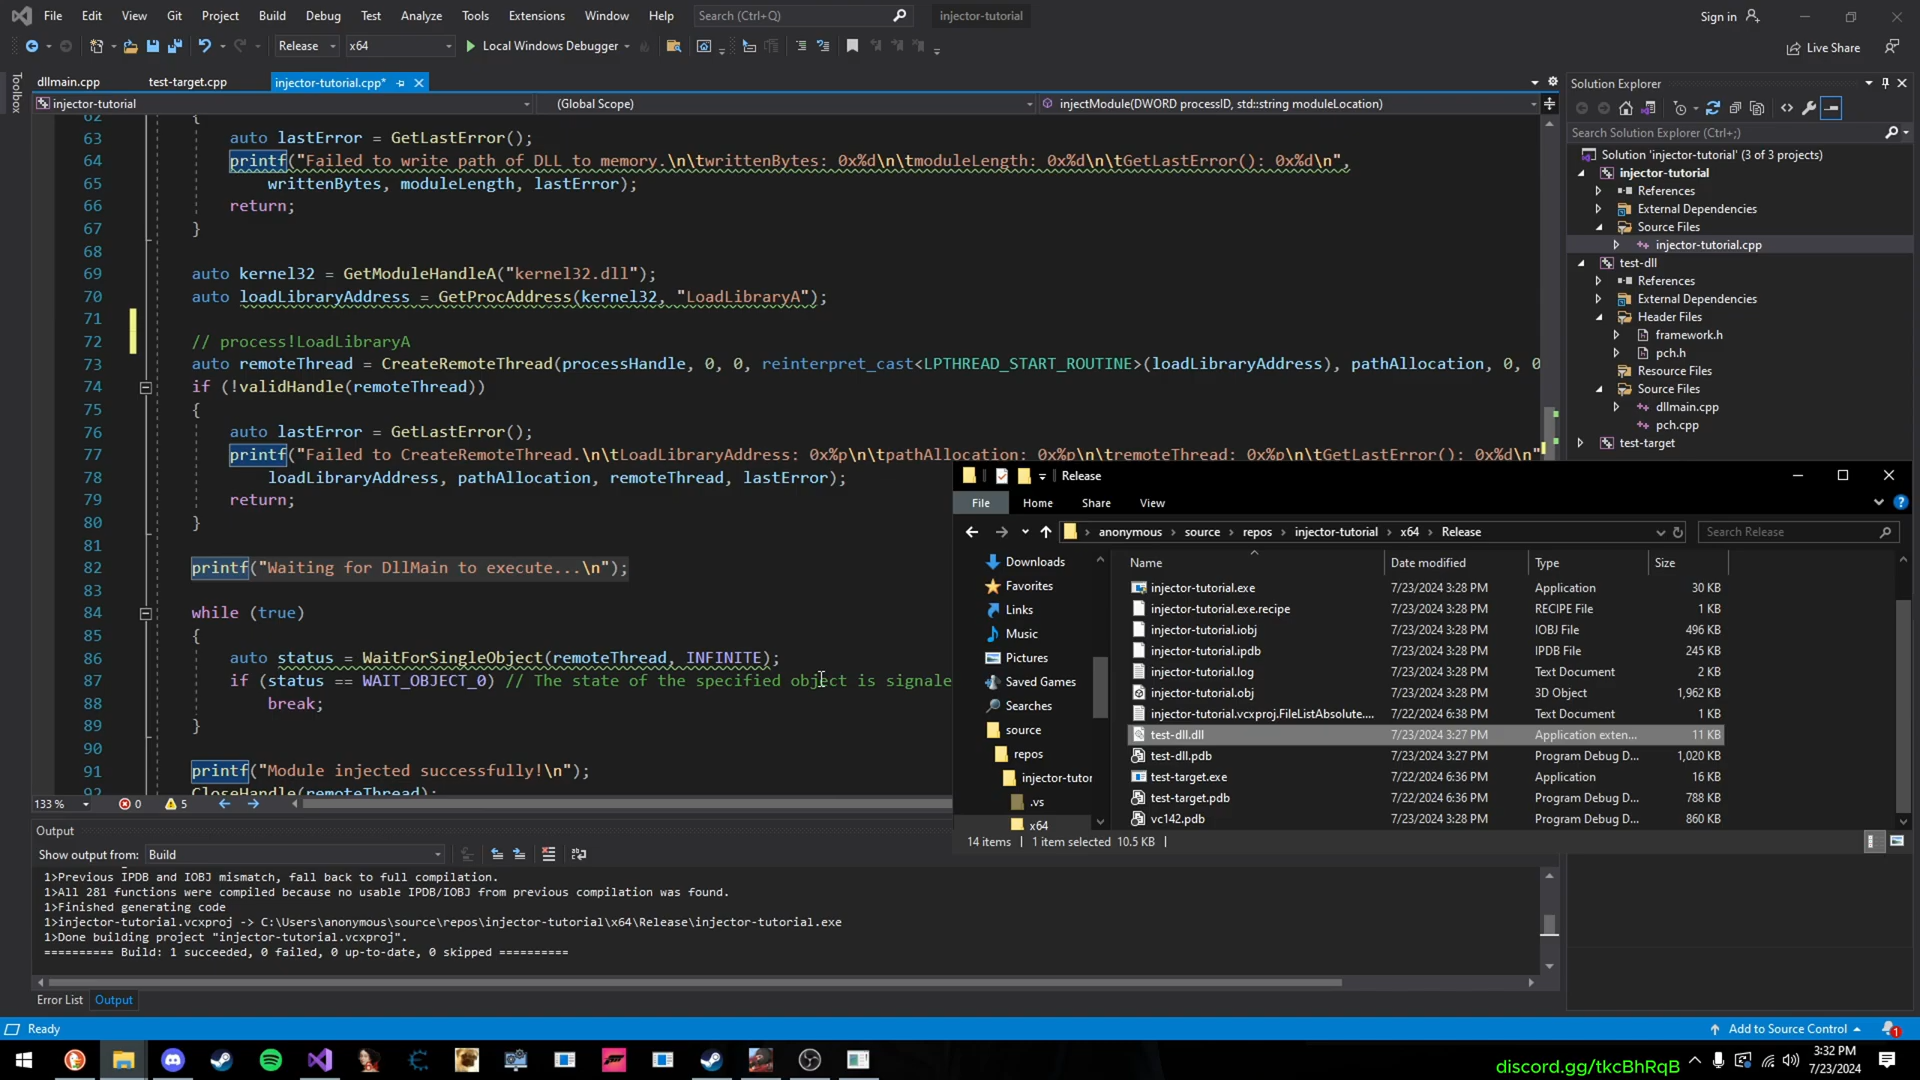 File Edit View Git Project Build Debug Test Analyze Tools Extensions Window Help Search (Ctrl+Q) injector-tutorial Sign in
Release x64 Local Windows Debugger Live Share
Toolbox
dllmain.cpp test-target.cpp injector-tutorial.cpp*
injector-tutorial (Global Scope) injectModule(DWORD processID, std::string moduleLocation)
62 {
63 auto lastError = GetLastError();
64 printf("Failed to write path of DLL to memory.\n\twrittenBytes: 0x%d\n\tmoduleLength: 0x%d\n\tGetLastError(): 0x%d\n",
65 writtenBytes, moduleLength, lastError);
66 return;
67 }
68
69 auto kernel32 = GetModuleHandleA("kernel32.dll");
70 auto loadLibraryAddress = GetProcAddress(kernel32, "LoadLibraryA");
71
72 // process!LoadLibraryA
73 auto remoteThread = CreateRemoteThread(processHandle, 0, 0, reinterpret_cast<LPTHREAD_START_ROUTINE>(loadLibraryAddress), pathAllocation, 0, 0
74 if (!validHandle(remoteThread))
75 {
76 auto lastError = GetLastError();
77 printf("Failed to CreateRemoteThread.\n\tLoadLibraryAddress: 0x%p\n\tpathAllocation: 0x%p\n\tremoteThread: 0x%p\n\tGetLastError(): 0x%d\n"
78 loadLibraryAddress, pathAllocation, remoteThread, lastError);
79 return;
80 }
81
82 printf("Waiting for DllMain to execute...\n");
83
84 while (true)
85 {
86 auto status = WaitForSingleObject(remoteThread, INFINITE);
87 if (status == WAIT_OBJECT_0) // The state of the specified object is signale
88 break;
89 }
90
91 printf("Module injected successfully!\n");
92 CloseHandle(remoteThread);
133 % 0 5
Output
Show output from: Build
1>Previous IPDB and IOBJ mismatch, fall back to full compilation.
1>All 281 functions were compiled because no usable IPDB/IOBJ from previous compilation was found.
1>Finished generating code
1>injector-tutorial.vcxproj -> C:\Users\anonymous\source\repos\injector-tutorial\x64\Release\injector-tutorial.exe
1>Done building project "injector-tutorial.vcxproj".
========== Build: 1 succeeded, 0 failed, 0 up-to-date, 0 skipped ==========
Error List Output
Ready Add to Source Control 1
Solution Explorer
Search Solution Explorer (Ctrl+;)
Solution 'injector-tutorial' (3 of 3 projects)
injector-tutorial
References
External Dependencies
Source Files
injector-tutorial.cpp
test-dll
References
External Dependencies
Header Files
framework.h
pch.h
Resource Files
Source Files
dllmain.cpp
pch.cpp
test-target
Release
File Home Share View
anonymous source repos injector-tutorial x64 Release Search Release
Downloads
Favorites
Links
Music
Pictures
Saved Games
Searches
source
repos
injector-tutor
.vs
x64
Name Date modified Type Size
injector-tutorial.exe 7/23/2024 3:28 PM Application 30 KB
injector-tutorial.exe.recipe 7/23/2024 3:28 PM RECIPE File 1 KB
injector-tutorial.iobj 7/23/2024 3:28 PM IOBJ File 496 KB
injector-tutorial.ipdb 7/23/2024 3:28 PM IPDB File 245 KB
injector-tutorial.log 7/23/2024 3:28 PM Text Document 2 KB
injector-tutorial.obj 7/23/2024 3:28 PM 3D Object 1,962 KB
injector-tutorial.vcxproj.FileListAbsolute.... 7/22/2024 6:38 PM Text Document 1 KB
test-dll.dll 7/23/2024 3:27 PM Application exten... 11 KB
test-dll.pdb 7/23/2024 3:27 PM Program Debug D... 1,020 KB
test-target.exe 7/22/2024 6:36 PM Application 16 KB
test-target.pdb 7/22/2024 6:36 PM Program Debug D... 788 KB
vc142.pdb 7/23/2024 3:28 PM Program Debug D... 860 KB
14 items 1 item selected 10.5 KB
discord.gg/tkcBhRqB
3:32 PM
7/23/2024